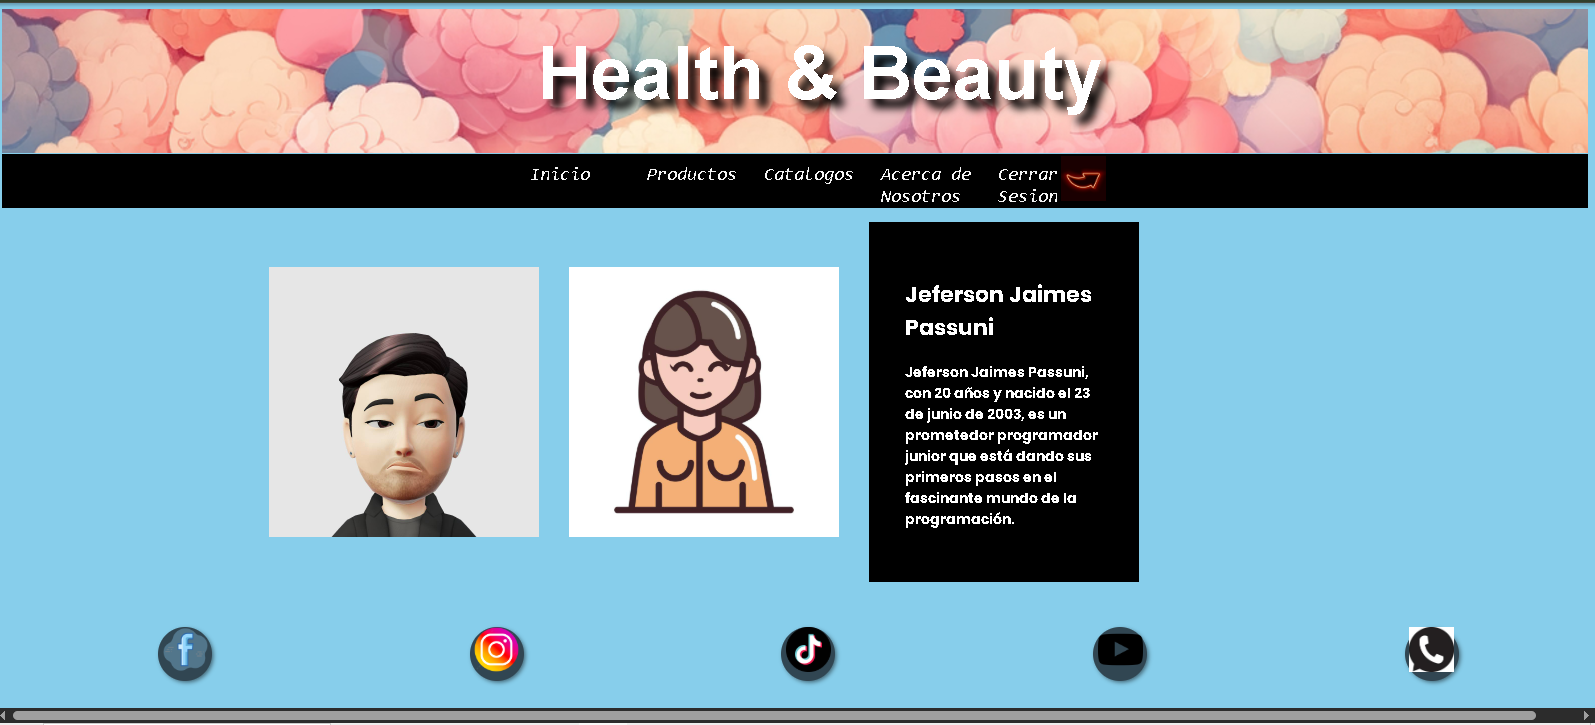 Health & Beauty
Inicio
Productos
Catalogos
Acerca de
Nosotros
Cerrar
Sesion
Jeferson Jaimes
Passuni
Jeferson Jaimes Passuni,
con 20 años y nacido el 23
de junio de 2003, es un
prometedor programador
junior que está dando sus
primeros pasos en el
fascinante mundo de la
programación.
f